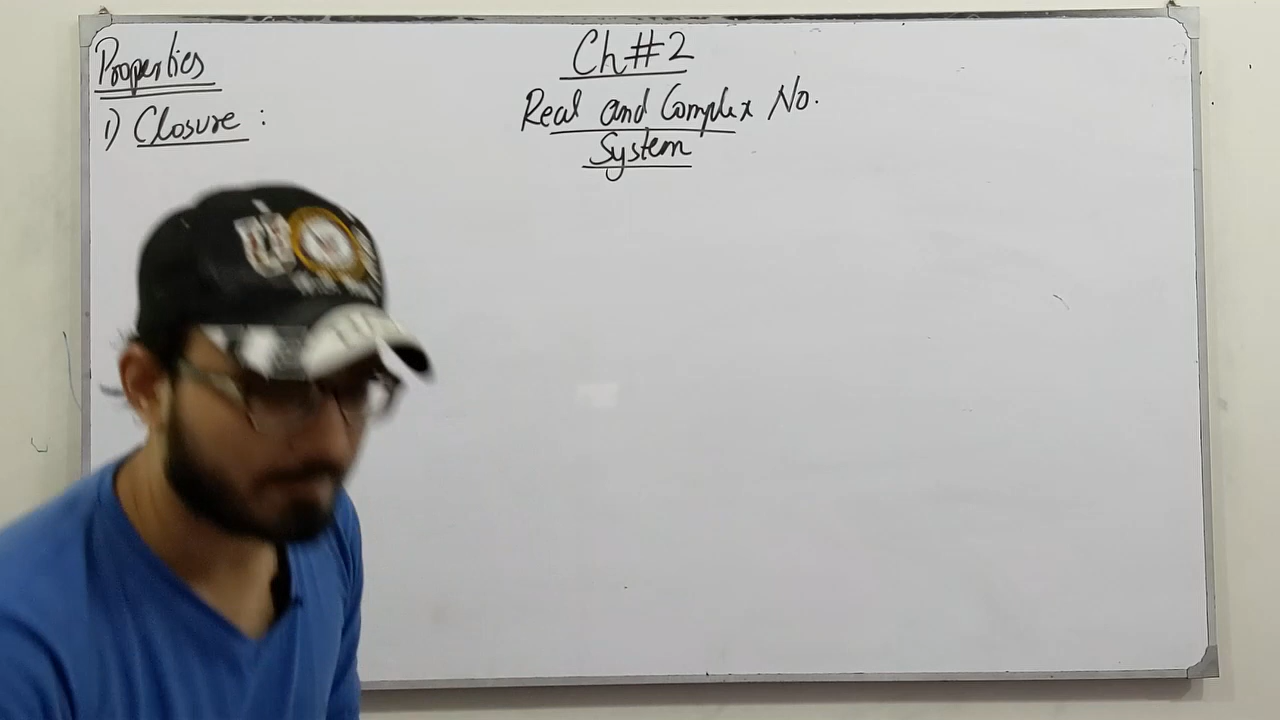 Ch#2
Real and Complex No.
System
Properties
1) Closure :